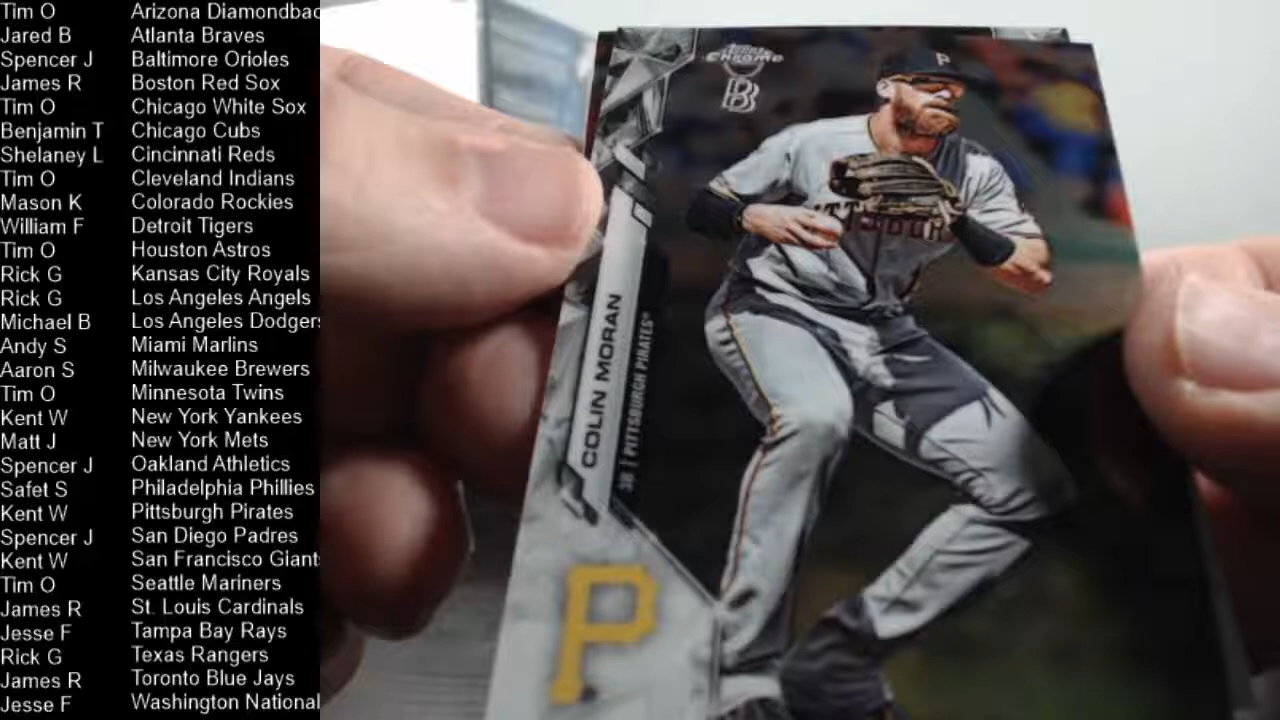 Tim O Arizona Diamondbac
Jared B Atlanta Braves
Spencer J Baltimore Orioles
James R Boston Red Sox
Tim O Chicago White Sox
Benjamin T Chicago Cubs
Shelaney L Cincinnati Reds
Tim O Cleveland Indians
Mason K Colorado Rockies
William F Detroit Tigers
Tim O Houston Astros
Rick G Kansas City Royals
Rick G Los Angeles Angels
Michael B Los Angeles Dodgers
Andy S Miami Marlins
Aaron S Milwaukee Brewers
Tim O Minnesota Twins
Kent W New York Yankees
Matt J New York Mets
Spencer J Oakland Athletics
Safet S Philadelphia Phillies
Kent W Pittsburgh Pirates
Spencer J San Diego Padres
Kent W San Francisco Giants
Tim O Seattle Mariners
James R St. Louis Cardinals
Jesse F Tampa Bay Rays
Rick G Texas Rangers
James R Toronto Blue Jays
Jesse F Washington National
Topps
Chrome
B
P
PITTSBURG
COLIN MORAN
3B | PITTSBURGH PIRATES
P